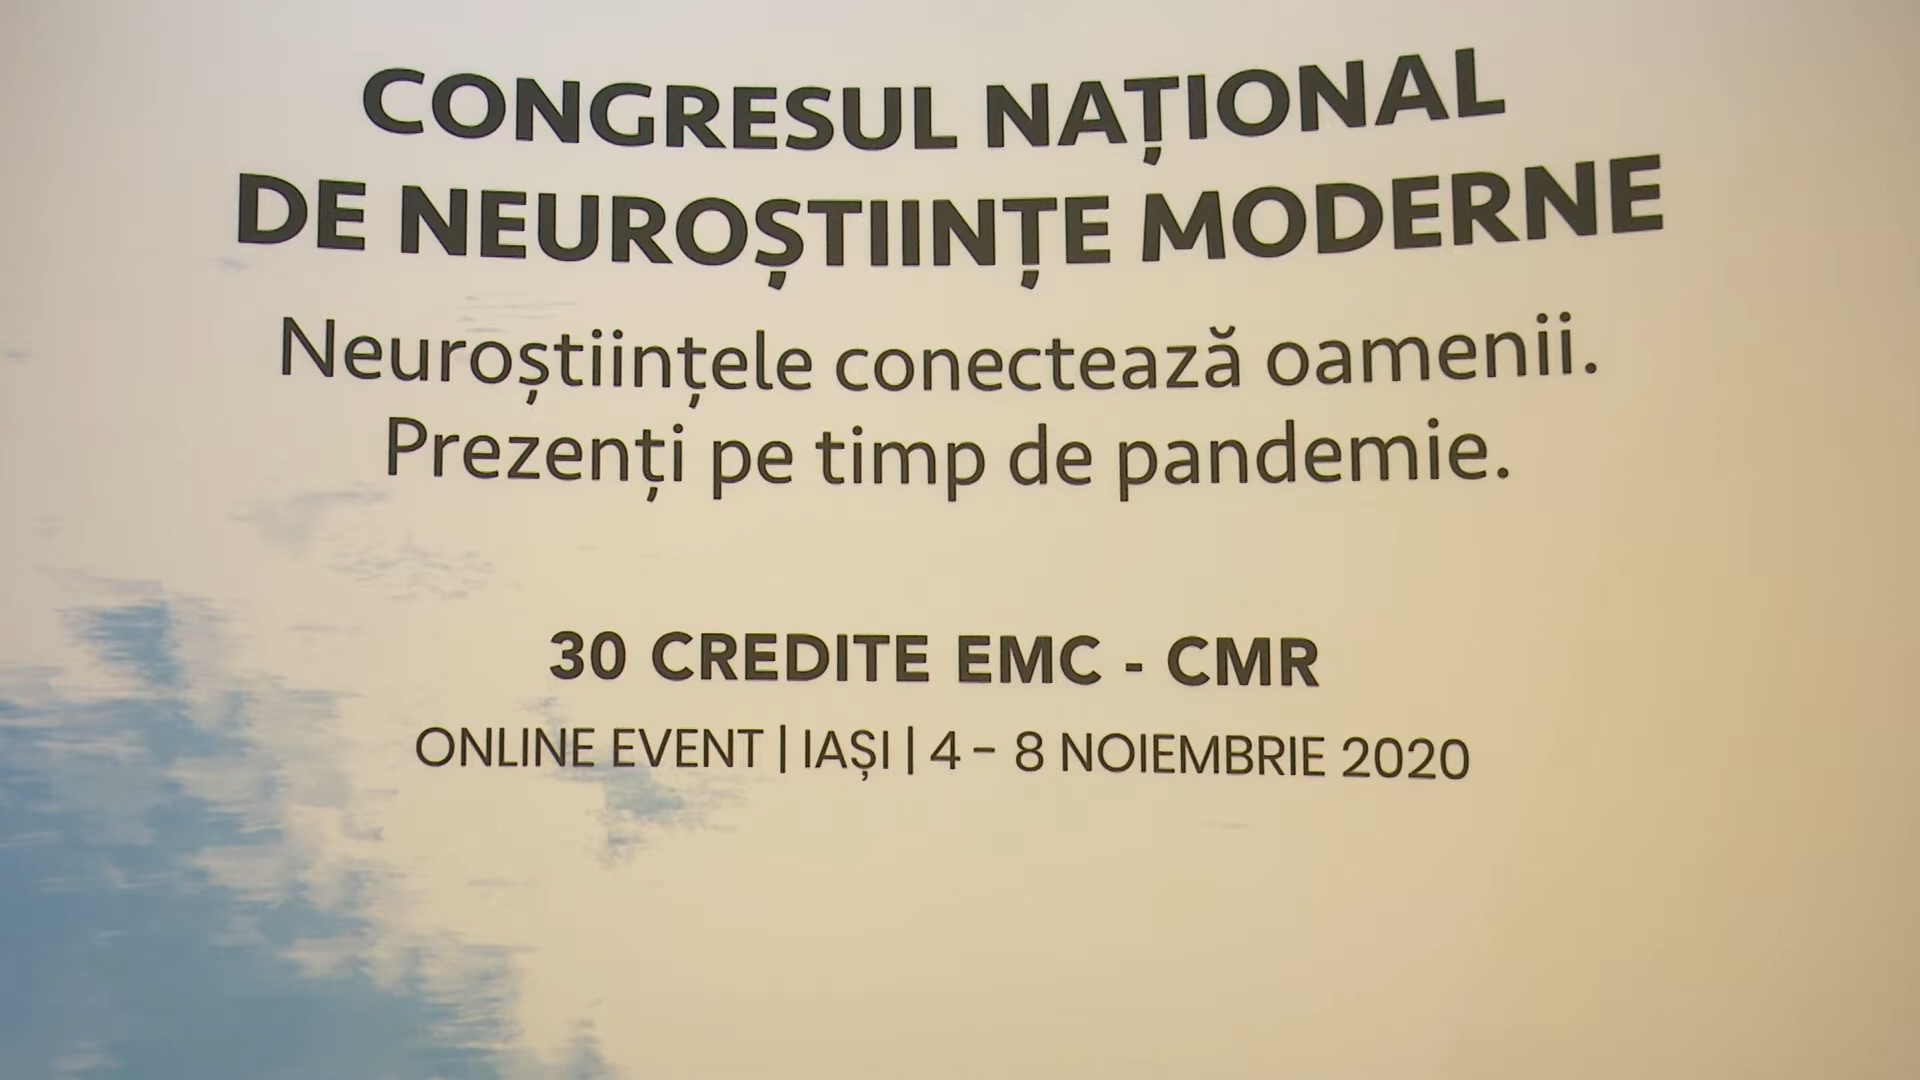 CONGRESUL NAȚIONAL
DE NEUROȘTIINȚE MODERNE
Neuroștiințele conectează oamenii.
Prezenți pe timp de pandemie.
30 CREDITE EMC - CMR
ONLINE EVENT | IAȘI | 4 - 8 NOIEMBRIE 2020